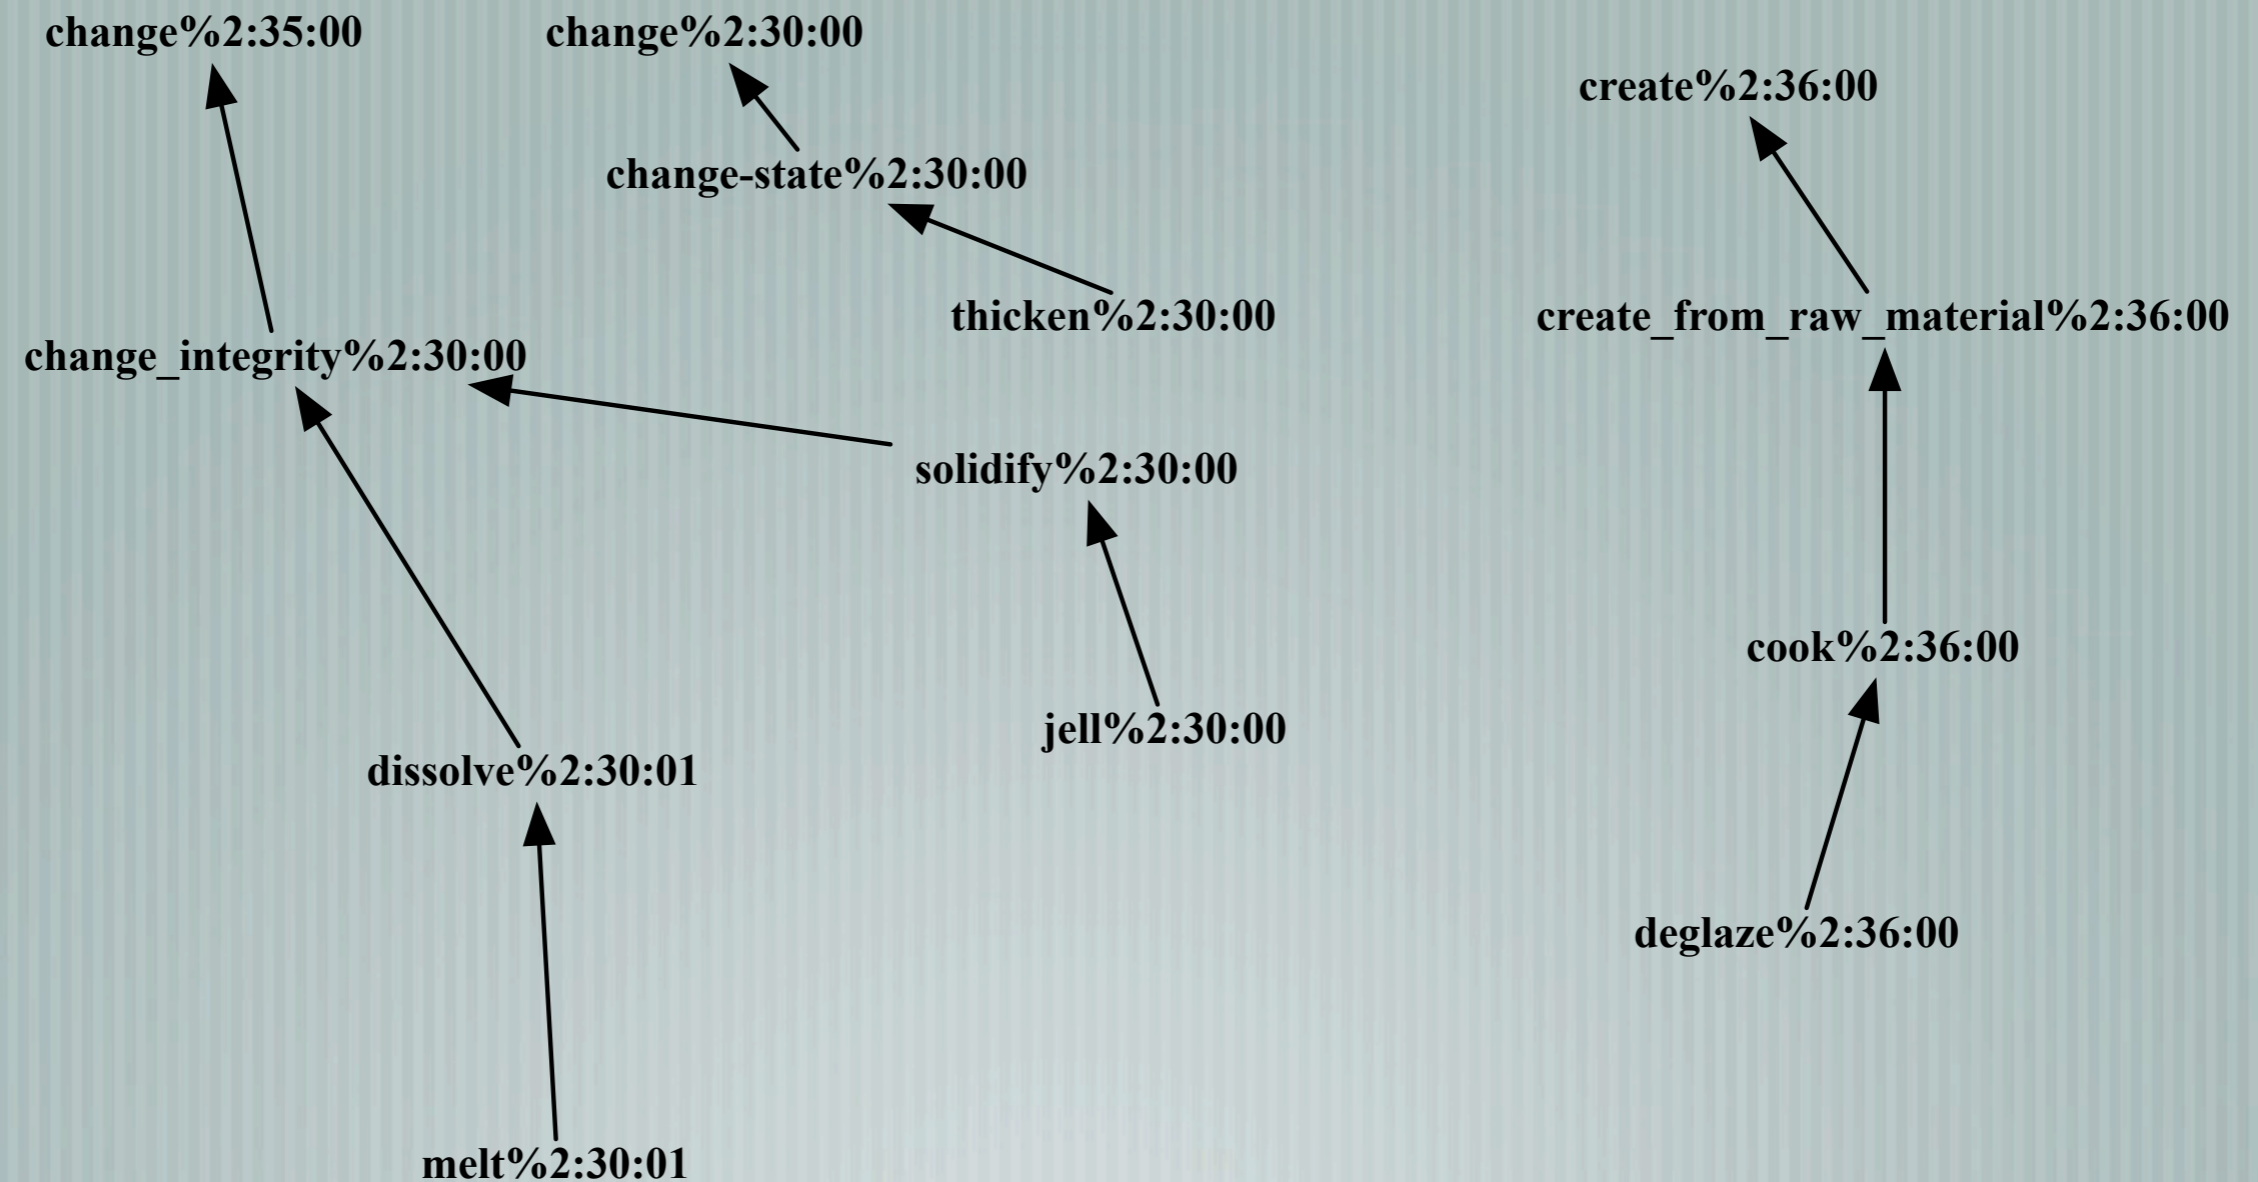 change%2:35:00
change%2:30:00
create%2:36:00
change-state%2:30:00
thicken%2:30:00
create_from_raw_material%2:36:00
change_integrity%2:30:00
solidify%2:30:00
cook%2:36:00
jell%2:30:00
dissolve%2:30:01
deglaze%2:36:00
melt%2:30:01